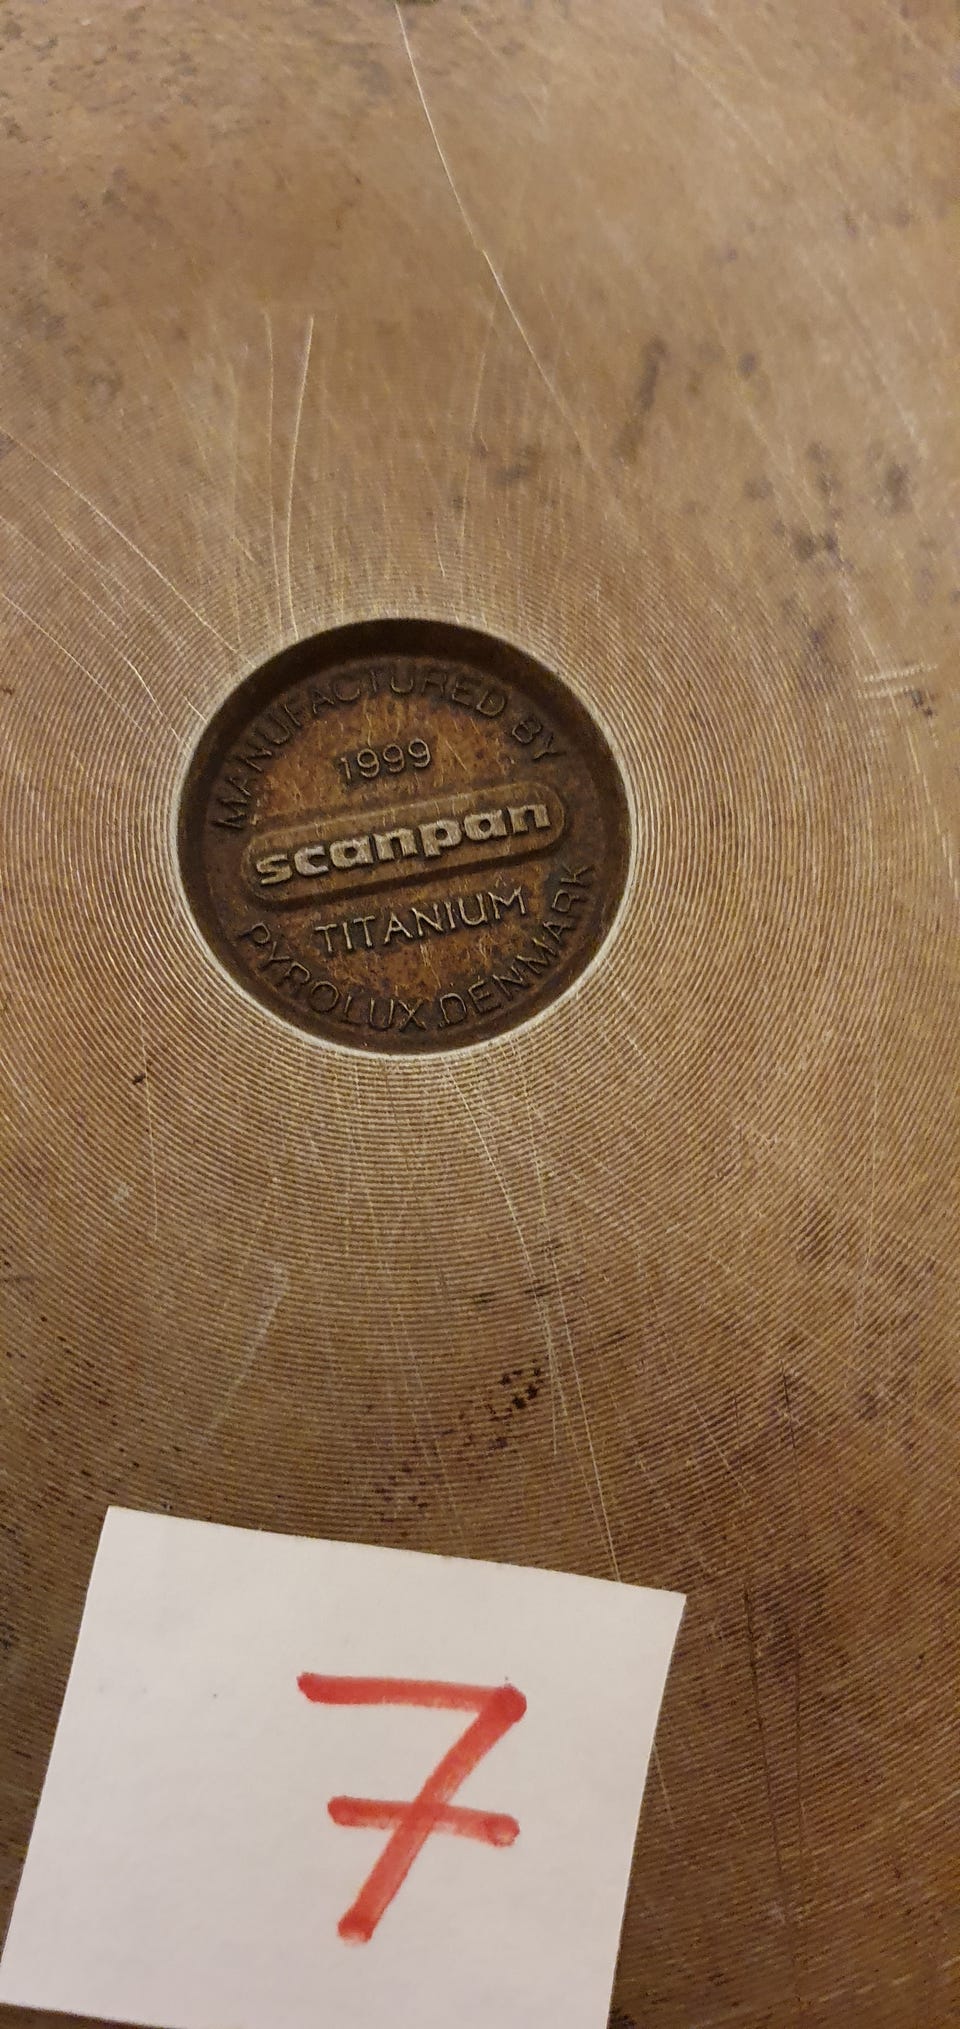 MANUFACTURED BY
1999
scanpan
TITANIUM
PYROLUX DENMARK
7